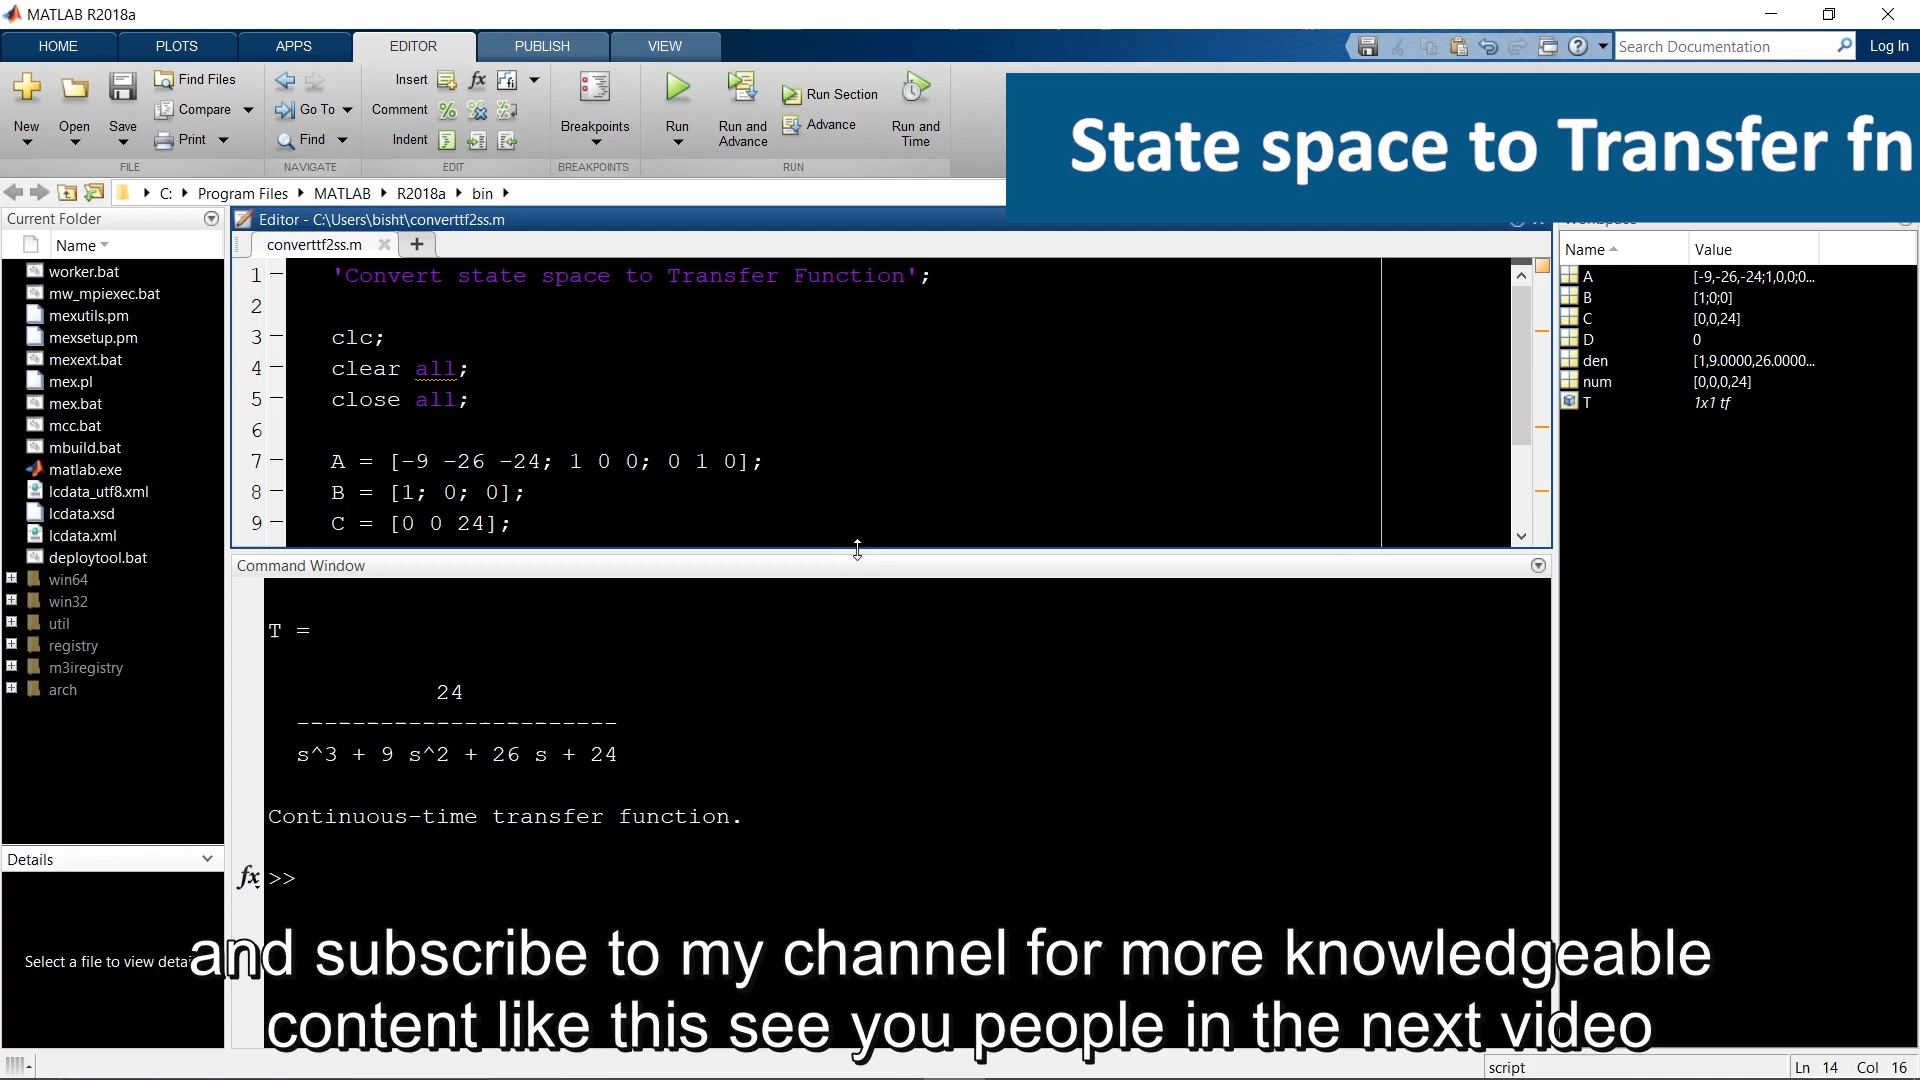 MATLAB R2018a
HOME
PLOTS
APPS
EDITOR
PUBLISH
VIEW
Search Documentation
Log In
New
Open
Save
Find Files
Compare
Print
Go To
Find
Insert
Comment
Indent
fx
Breakpoints
Run
Run and
Advance
Run Section
Advance
Run and
Time
FILE
NAVIGATE
EDIT
BREAKPOINTS
RUN
State space to Transfer fn
C:
Program Files
MATLAB
R2018a
bin
Current Folder
Name
worker.bat
mw_mpiexec.bat
mexutils.pm
mexsetup.pm
mexext.bat
mex.pl
mex.bat
mcc.bat
mbuild.bat
matlab.exe
lcdata_utf8.xml
lcdata.xsd
lcdata.xml
deploytool.bat
win64
win32
util
registry
m3iregistry
arch
Details
Select a file to view detai
Editor - C:\Users\bisht\converttf2ss.m
converttf2ss.m
1 'Convert state space to Transfer Function';
2
3 clc;
4 clear all;
5 close all;
6
7 A = [-9 -26 -24; 1 0 0; 0 1 0];
8 B = [1; 0; 0];
9 C = [0 0 24];
Command Window
T =
24
-----------------------
s^3 + 9 s^2 + 26 s + 24
Continuous-time transfer function.
fx >>
Workspace
Name Value
A [-9,-26,-24;1,0,0;0...
B [1;0;0]
C [0,0,24]
D 0
den [1,9.0000,26.0000...
num [0,0,0,24]
T 1x1 tf
and subscribe to my channel for more knowledgeable
content like this see you people in the next video
script
Ln 14 Col 16